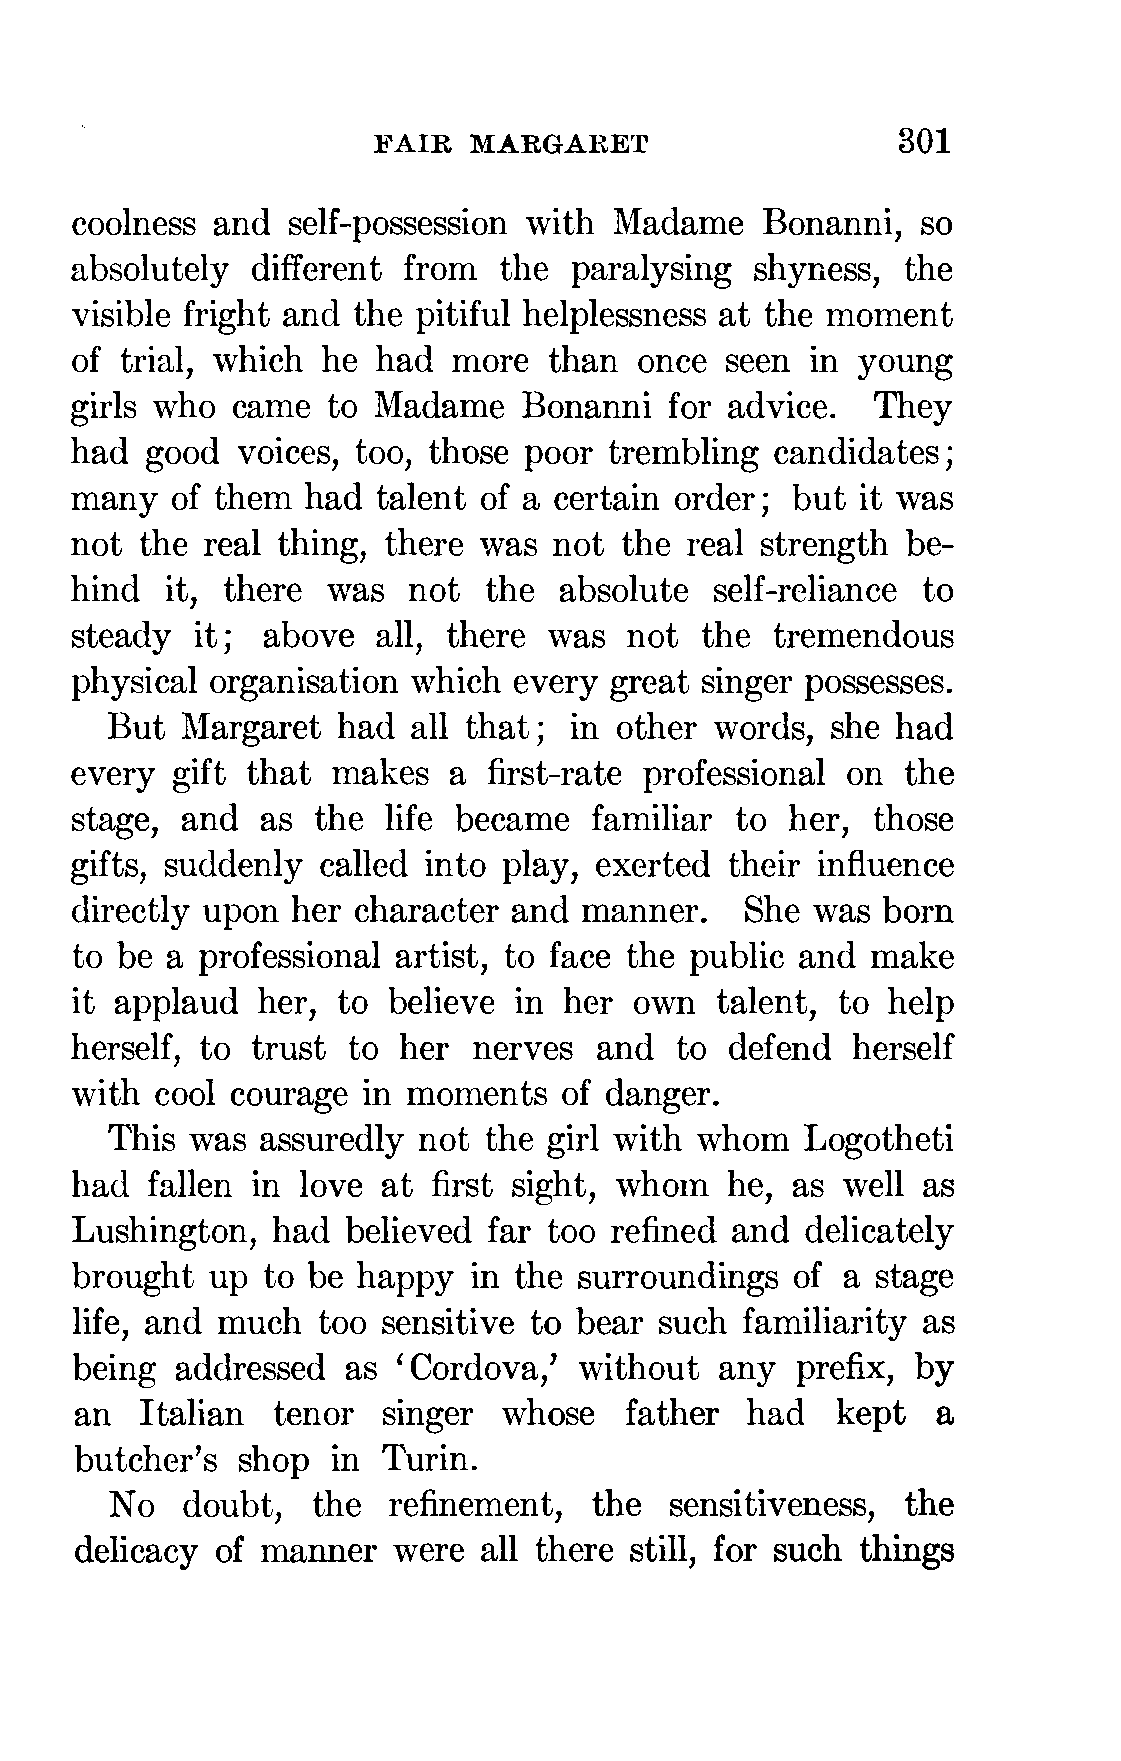 FAIR MARGARET 301
coolness and self-possession with Madame Bonanni, so
absolutely different from the paralysing shyness, the
visible fright and the pitiful helplessness at the moment
of trial, which he had more than once seen in young
girls who came to Madame Bonanni for advice. They
had good voices, too, those poor trembling candidates;
many of them had talent of a certain order; but it was
not the real thing, there was not the real strength be-
hind it, there was not the absolute self-reliance to
steady it; above all, there was not the tremendous
physical organisation which every great singer possesses.
But Margaret had all that; in other words, she had
every gift that makes a first-rate professional on the
stage, and as the life became familiar to her, those
gifts, suddenly called into play, exerted their influence
directly upon her character and manner. She was born
to be a professional artist, to face the public and make
it applaud her, to believe in her own talent, to help
herself, to trust to her nerves and to defend herself
with cool courage in moments of danger.
This was assuredly not the girl with whom Logotheti
had fallen in love at first sight, whom he, as well as
Lushington, had believed far too refined and delicately
brought up to be happy in the surroundings of a stage
life, and much too sensitive to bear such familiarity as
being addressed as ‘Cordova,’ without any prefix, by
an Italian tenor singer whose father had kept a
butcher's shop in Turin.
No doubt, the refinement, the sensitiveness, the
delicacy of manner were all there still, for such things